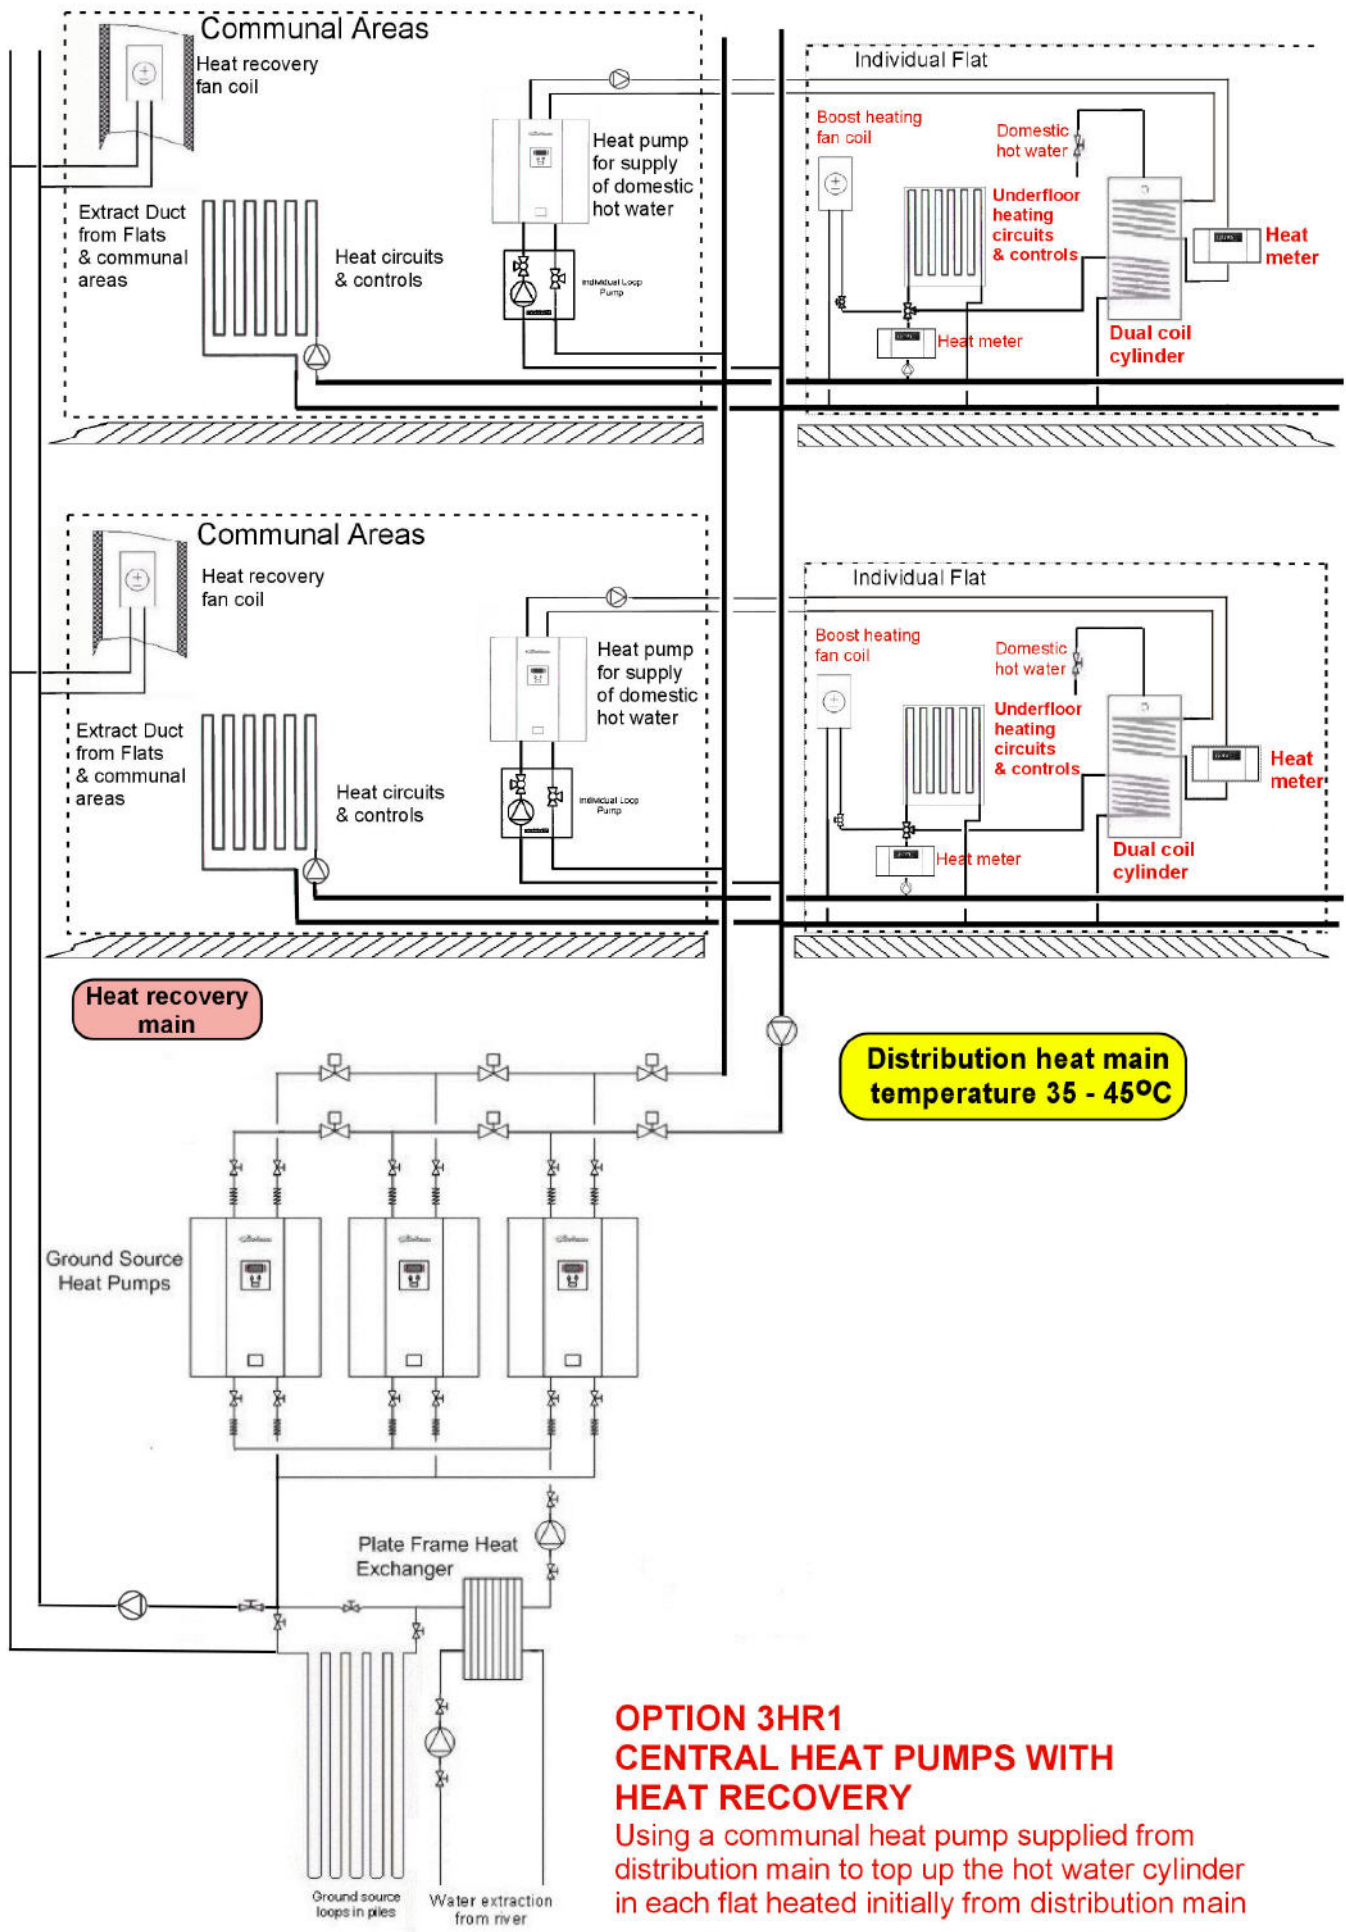 Communal Areas
Heat recovery
fan coil
Extract Duct
from Flats
& communal
areas
Heat circuits
& controls
Heat pump
for supply
of domestic
hot water
Individual Loop
Pump
Individual Flat
Boost heating
fan coil
Domestic
hot water
Underfloor
heating
circuits
& controls
Heat
meter
Heat meter
Dual coil
cylinder
Communal Areas
Heat recovery
fan coil
Extract Duct
from Flats
& communal
areas
Heat circuits
& controls
Heat pump
for supply
of domestic
hot water
Individual Loop
Pump
Individual Flat
Boost heating
fan coil
Domestic
hot water
Underfloor
heating
circuits
& controls
Heat
meter
Heat meter
Dual coil
cylinder
Heat recovery
main
Distribution heat main
temperature 35 - 45ºC
Ground Source
Heat Pumps
Plate Frame Heat
Exchanger
Ground source
loops in piles
Water extraction
from river
OPTION 3HR1
CENTRAL HEAT PUMPS WITH
HEAT RECOVERY
Using a communal heat pump supplied from
distribution main to top up the hot water cylinder
in each flat heated initially from distribution main